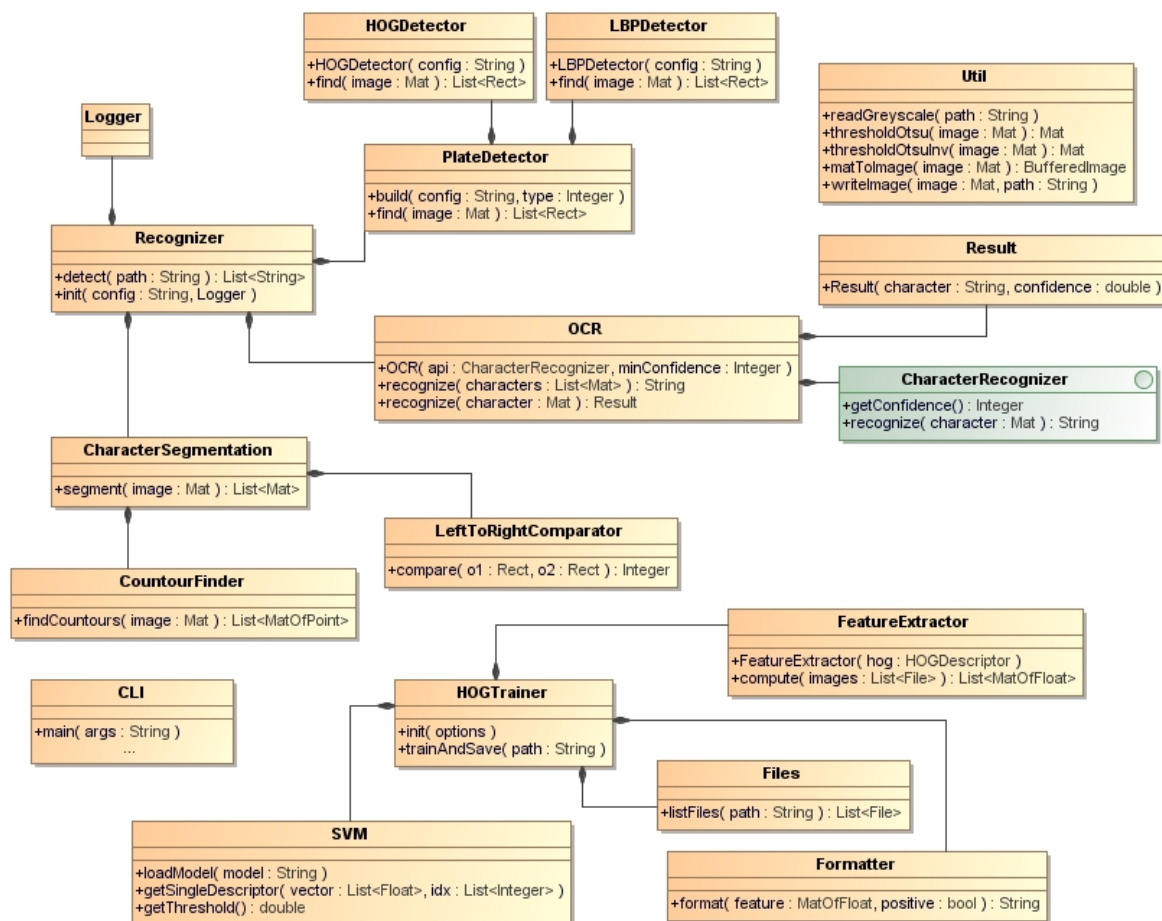 HOGDetector
+HOGDetector( config : String )
+find( image : Mat ) : List<Rect>
LBPDetector
+LBPDetector( config : String )
+find( image : Mat ) : List<Rect>
Util
+readGreyscale( path : String )
+thresholdOtsu( image : Mat ) : Mat
+thresholdOtsuInv( image : Mat ) : Mat
+matToImage( image : Mat ) : BufferedImage
+writeImage( image : Mat, path : String )
Logger
PlateDetector
+build( config : String, type : Integer )
+find( image : Mat ) : List<Rect>
Recognizer
+detect( path : String ) : List<String>
+init( config : String, Logger )
Result
+Result( character : String, confidence : double )
OCR
+OCR( api : CharacterRecognizer, minConfidence : Integer )
+recognize( characters : List<Mat> ) : String
+recognize( character : Mat ) : Result
CharacterRecognizer
+getConfidence() : Integer
+recognize( character : Mat ) : String
CharacterSegmentation
+segment( image : Mat ) : List<Mat>
LeftToRightComparator
+compare( o1 : Rect, o2 : Rect ) : Integer
CountourFinder
+findCountours( image : Mat ) : List<MatOfPoint>
FeatureExtractor
+FeatureExtractor( hog : HOGDescriptor )
+compute( images : List<File> ) : List<MatOfFloat>
CLI
+main( args : String )
...
HOGTrainer
+init( options )
+trainAndSave( path : String )
Files
+listFiles( path : String ) : List<File>
SVM
+loadModel( model : String )
+getSingleDescriptor( vector : List<Float>, idx : List<Integer> )
+getThreshold() : double
Formatter
+format( feature : MatOfFloat, positive : bool ) : String